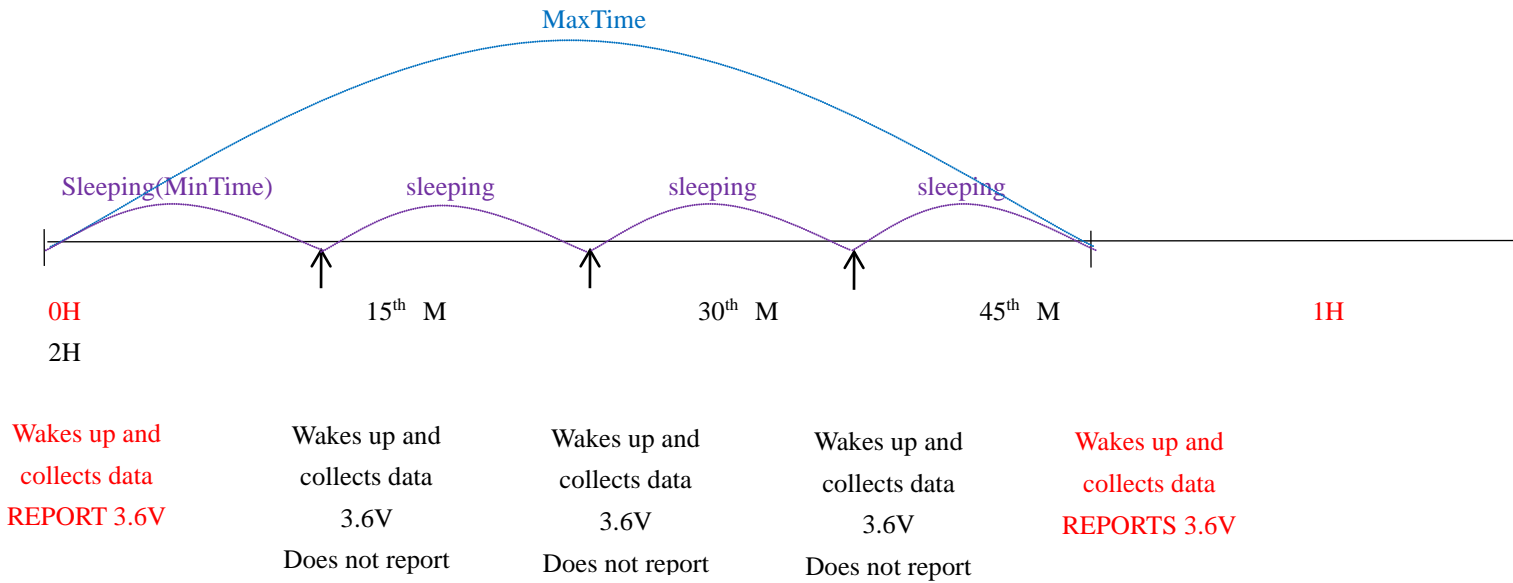 MaxTime
Sleeping(MinTime) sleeping sleeping sleeping
0H 15th M 30th M 45th M 1H
2H
Wakes up and
collects data
REPORT 3.6V
Wakes up and
collects data
3.6V
Does not report
Wakes up and
collects data
3.6V
Does not report
Wakes up and
collects data
3.6V
Does not report
Wakes up and
collects data
REPORTS 3.6V